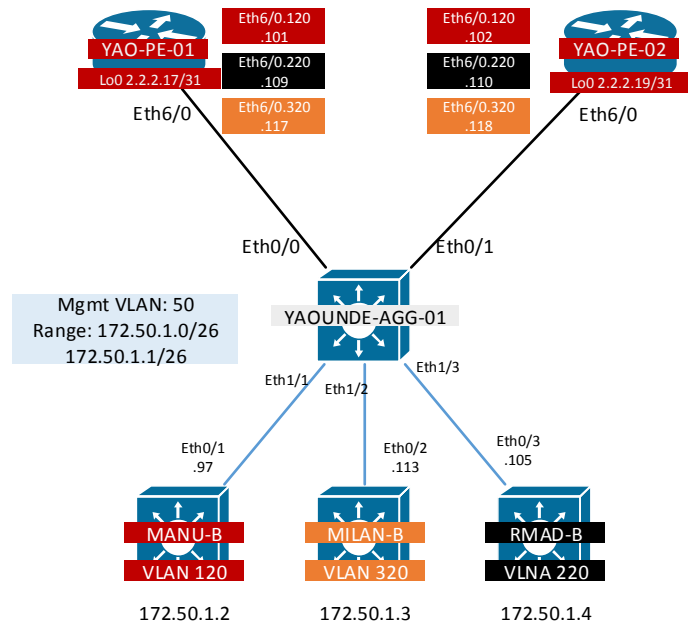 Eth6/0.120
.101
Eth6/0.120
.102
YAO-PE-01
YAO-PE-02
Eth6/0.220
.109
Eth6/0.220
.110
Lo0 2.2.2.17/31
Lo0 2.2.2.19/31
Eth6/0
Eth6/0.320
.117
Eth6/0.320
.118
Eth6/0
Eth0/0
Eth0/1
Mgmt VLAN: 50
Range: 172.50.1.0/26
172.50.1.1/26
YAOUNDE-AGG-01
Eth1/1
Eth1/2
Eth1/3
Eth0/1
.97
Eth0/2
.113
Eth0/3
.105
MANU-B
VLAN 120
MILAN-B
VLAN 320
RMAD-B
VLNA 220
172.50.1.2
172.50.1.3
172.50.1.4